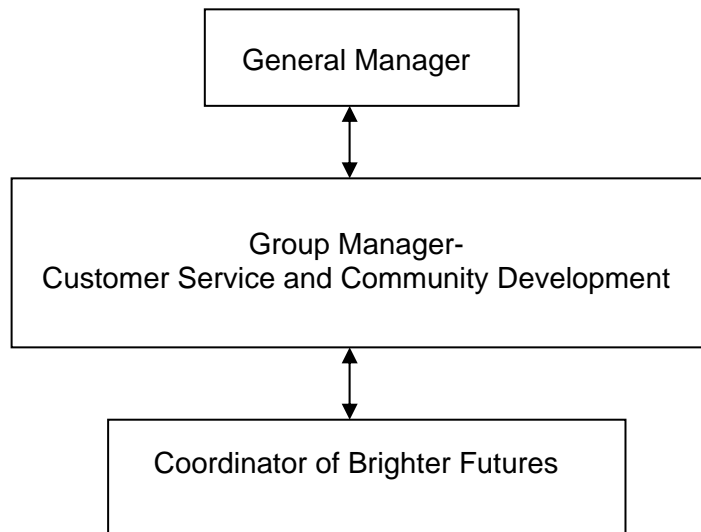 General Manager
Group Manager-
Customer Service and Community Development
Coordinator of Brighter Futures